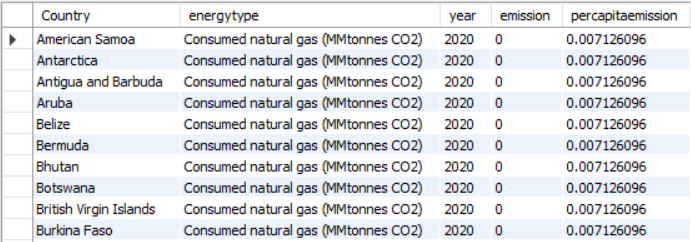 Country energytype year emission percapitaemission
American Samoa Consumed natural gas (MMtonnes CO2) 2020 0 0.007126096
Antarctica Consumed natural gas (MMtonnes CO2) 2020 0 0.007126096
Antigua and Barbuda Consumed natural gas (MMtonnes CO2) 2020 0 0.007126096
Aruba Consumed natural gas (MMtonnes CO2) 2020 0 0.007126096
Belize Consumed natural gas (MMtonnes CO2) 2020 0 0.007126096
Bermuda Consumed natural gas (MMtonnes CO2) 2020 0 0.007126096
Bhutan Consumed natural gas (MMtonnes CO2) 2020 0 0.007126096
Botswana Consumed natural gas (MMtonnes CO2) 2020 0 0.007126096
British Virgin Islands Consumed natural gas (MMtonnes CO2) 2020 0 0.007126096
Burkina Faso Consumed natural gas (MMtonnes CO2) 2020 0 0.007126096